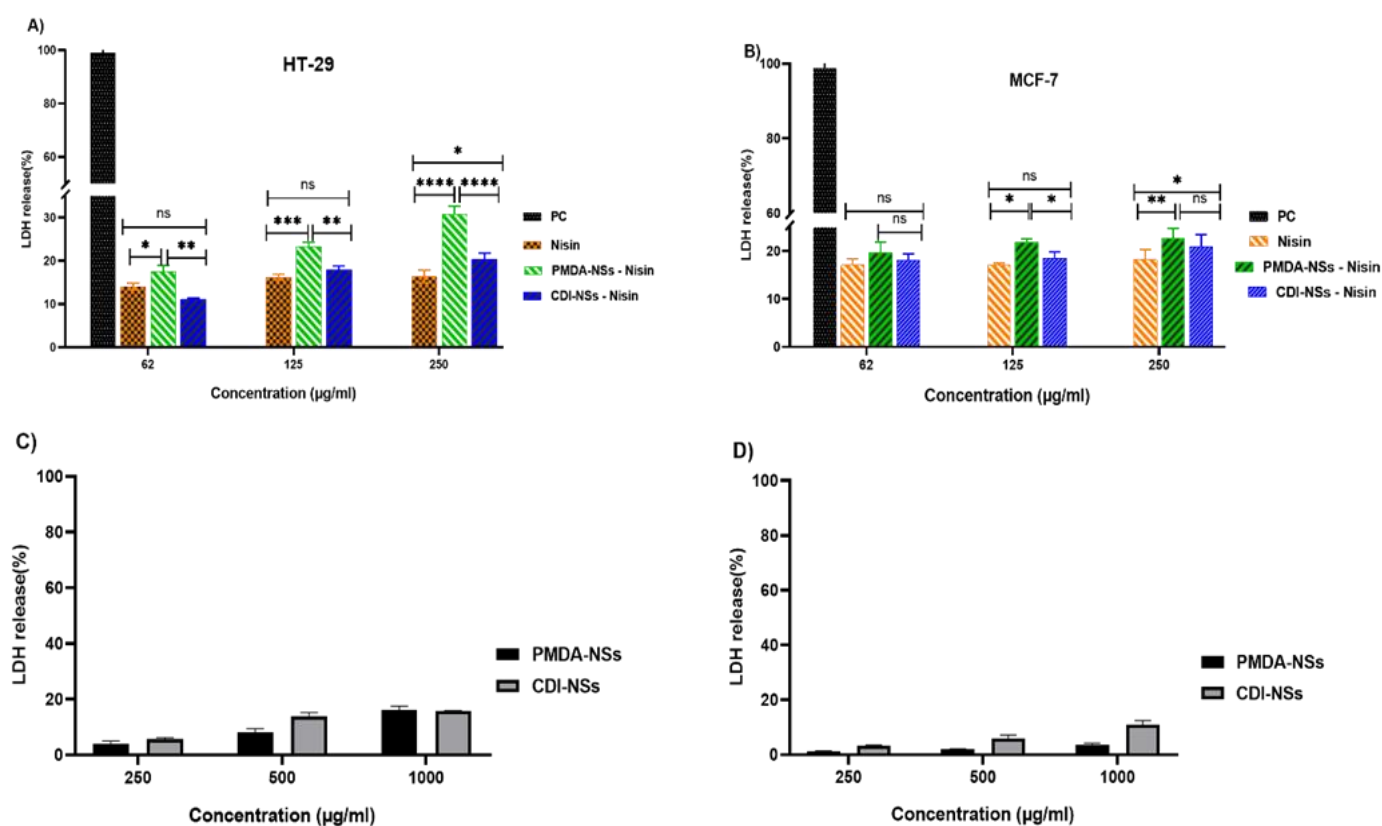 A)
HT-29
LDH release(%)
100
80
60
30
20
10
0
ns
*
**
ns
***
**
*
****
****
62
125
250
Concentration (µg/ml)
PC
Nisin
PMDA-NSs - Nisin
CDI-NSs - Nisin
B)
MCF-7
LDH release(%)
100
80
60
20
10
0
ns
ns
ns
*
*
*
**
ns
62
125
250
Concentration (µg/ml)
PC
Nisin
PMDA-NSs - Nisin
CDI-NSs - Nisin
C)
LDH release(%)
100
80
60
40
20
0
250
500
1000
Concentration (µg/ml)
PMDA-NSs
CDI-NSs
D)
LDH release(%)
100
80
60
40
20
0
250
500
1000
Concentration (µg/ml)
PMDA-NSs
CDI-NSs